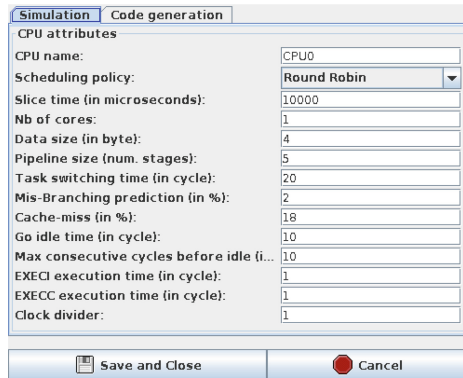 Simulation Code generation
CPU attributes
CPU name: CPU0
Scheduling policy: Round Robin
Slice time (in microseconds): 10000
Nb of cores: 1
Data size (in byte): 4
Pipeline size (num. stages): 5
Task switching time (in cycle): 20
Mis-Branching prediction (in %): 2
Cache-miss (in %): 18
Go idle time (in cycle): 10
Max consecutive cycles before idle (i... 10
EXECI execution time (in cycle): 1
EXECC execution time (in cycle): 1
Clock divider: 1
Save and Close Cancel